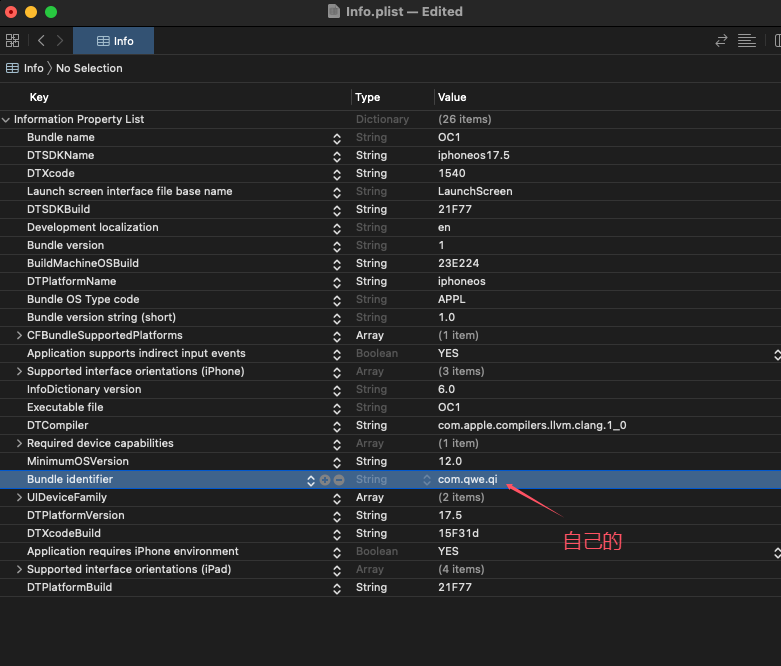 Info.plist — Edited
Info
Info 〉No Selection
Key Type Value
Information Property List Dictionary (26 items)
Bundle name String OC1
DTSDKName String iphoneos17.5
DTXcode String 1540
Launch screen interface file base name String LaunchScreen
DTSDKBuild String 21F77
Development localization String en
Bundle version String 1
BuildMachineOSBuild String 23E224
DTPlatformName String iphoneos
Bundle OS Type code String APPL
Bundle version string (short) String 1.0
CFBundleSupportedPlatforms Array (1 item)
Application supports indirect input events Boolean YES
Supported interface orientations (iPhone) Array (3 items)
InfoDictionary version String 6.0
Executable file String OC1
DTCompiler String com.apple.compilers.llvm.clang.1_0
Required device capabilities Array (1 item)
MinimumOSVersion String 12.0
Bundle identifier String com.qwe.qi
UIDeviceFamily Array (2 items)
DTPlatformVersion String 17.5
DTXcodeBuild String 15F31d
自己的
Application requires iPhone environment Boolean YES
Supported interface orientations (iPad) Array (4 items)
DTPlatformBuild String 21F77